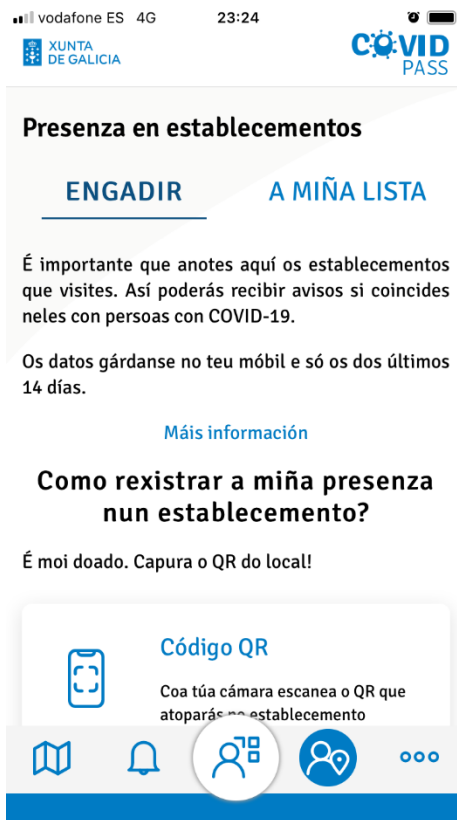 vodafone ES 4G 23:24
XUNTA
DE GALICIA
COVID
PASS
Presenza en establecementos
ENGADIR A MIÑA LISTA
É importante que anotes aquí os establecementos
que visites. Así poderás recibir avisos si coincides
neles con persoas con COVID-19.
Os datos gárdanse no teu móbil e só os dos últimos
14 días.
Máis información
Como rexistrar a miña presenza
nun establecemento?
É moi doado. Capura o QR do local!
Código QR
Coa túa cámara escanea o QR que
atoparás no establecemento